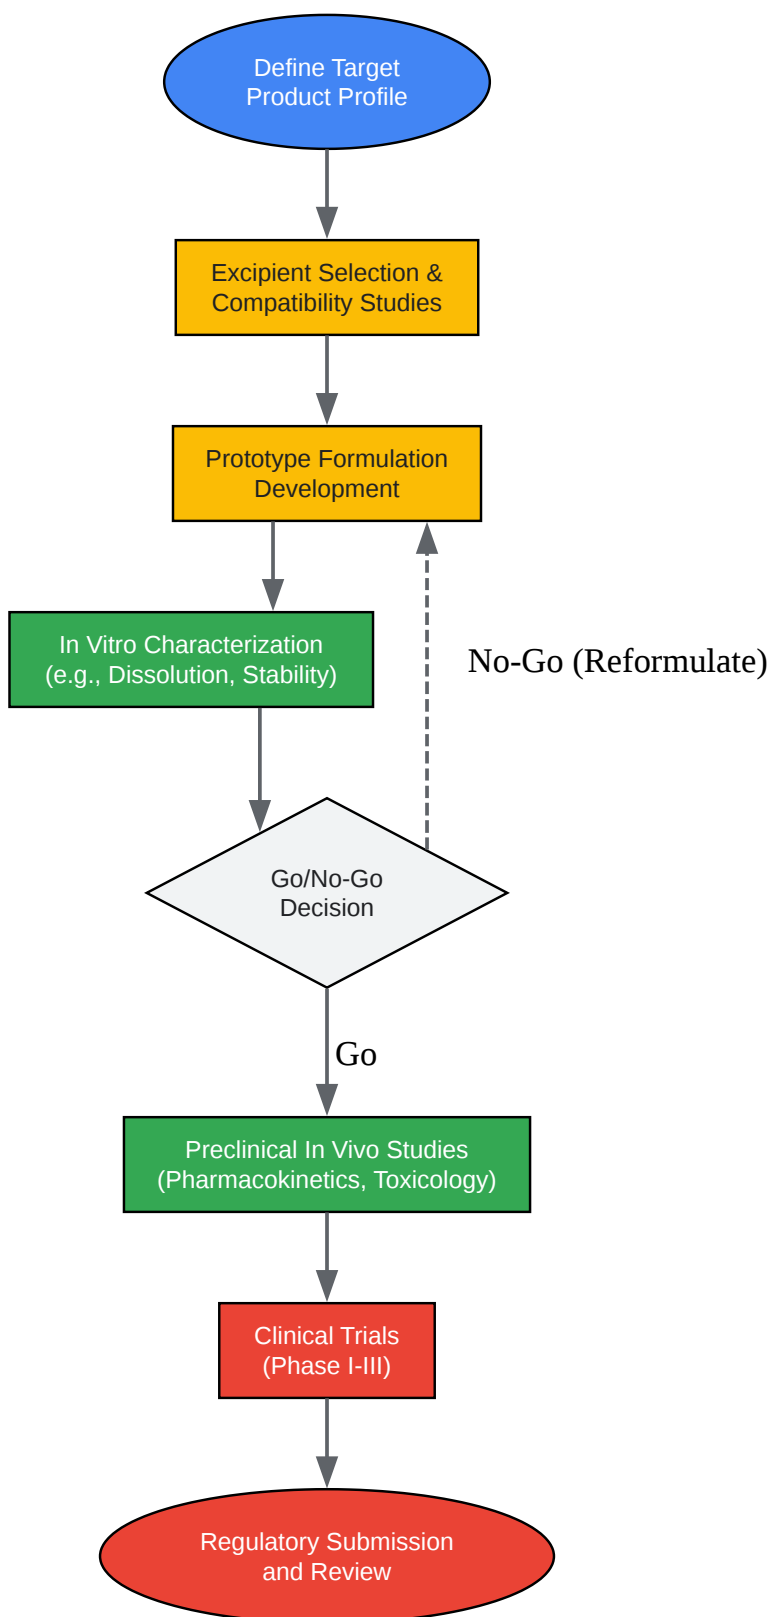 Define Target
Product Profile
Excipient Selection &
Compatibility Studies
Prototype Formulation
Development
In Vitro Characterization
(e.g., Dissolution, Stability)
No-Go (Reformulate)
Go/No-Go
Decision
Go
Preclinical In Vivo Studies
(Pharmacokinetics, Toxicology)
Clinical Trials
(Phase I-III)
Regulatory Submission
and Review